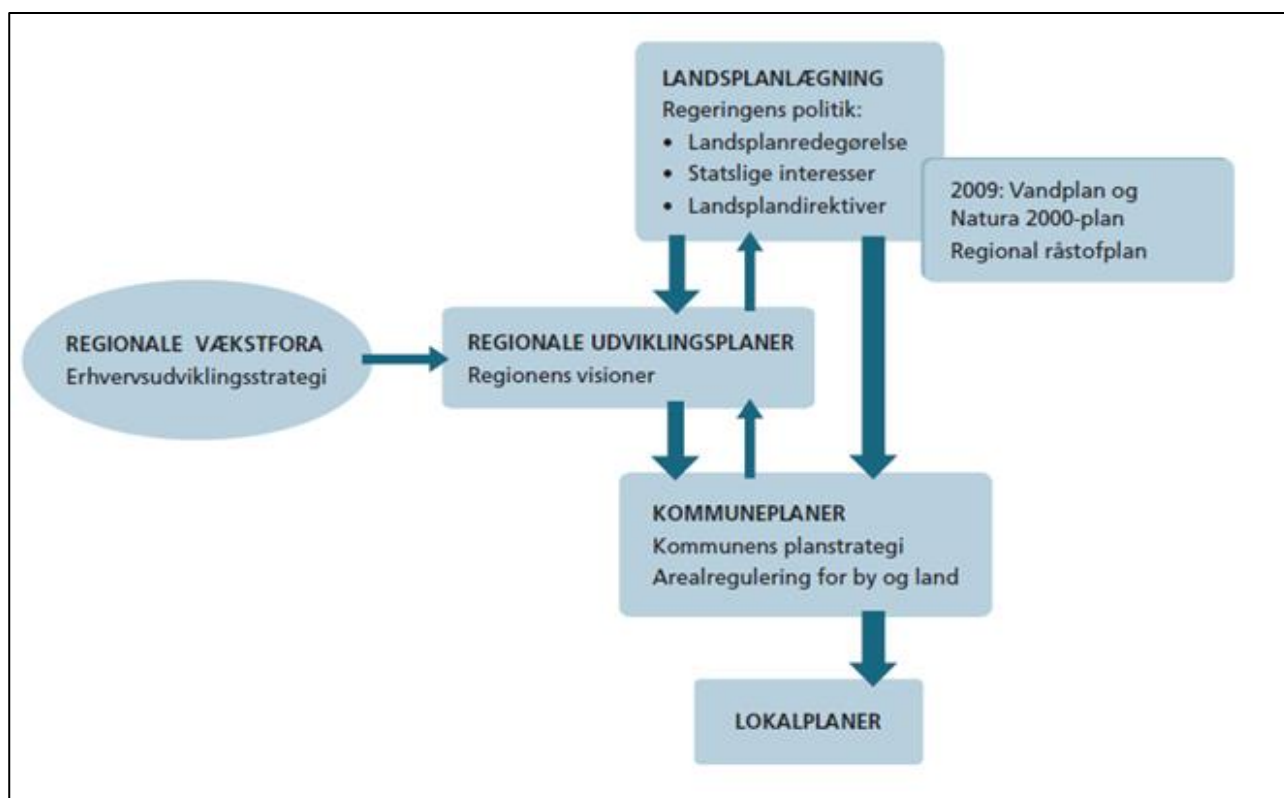 LANDSPLANLÆGNING
Regeringens politik:
• Landsplanredegørelse
• Statslige interesser
• Landsplandirektiver
2009: Vandplan og
Natura 2000-plan
Regional råstofplan
REGIONALE VÆKSTFORA
Erhvervsudviklingsstrategi
REGIONALE UDVIKLINGSPLANER
Regionens visioner
KOMMUNEPLANER
Kommunens planstrategi
Arealregulering for by og land
LOKALPLANER